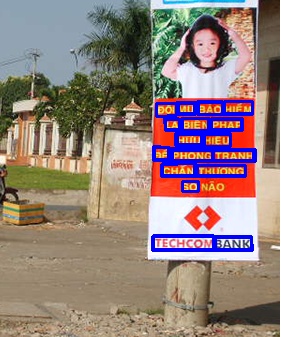 ĐỘI MŨ BẢO HIỂM
LÀ BIỆN PHÁP
HỮU HIỆU
ĐỂ PHÒNG TRÁNH
CHẤN THƯƠNG
SỌ NÃO
TECHCOMBANK